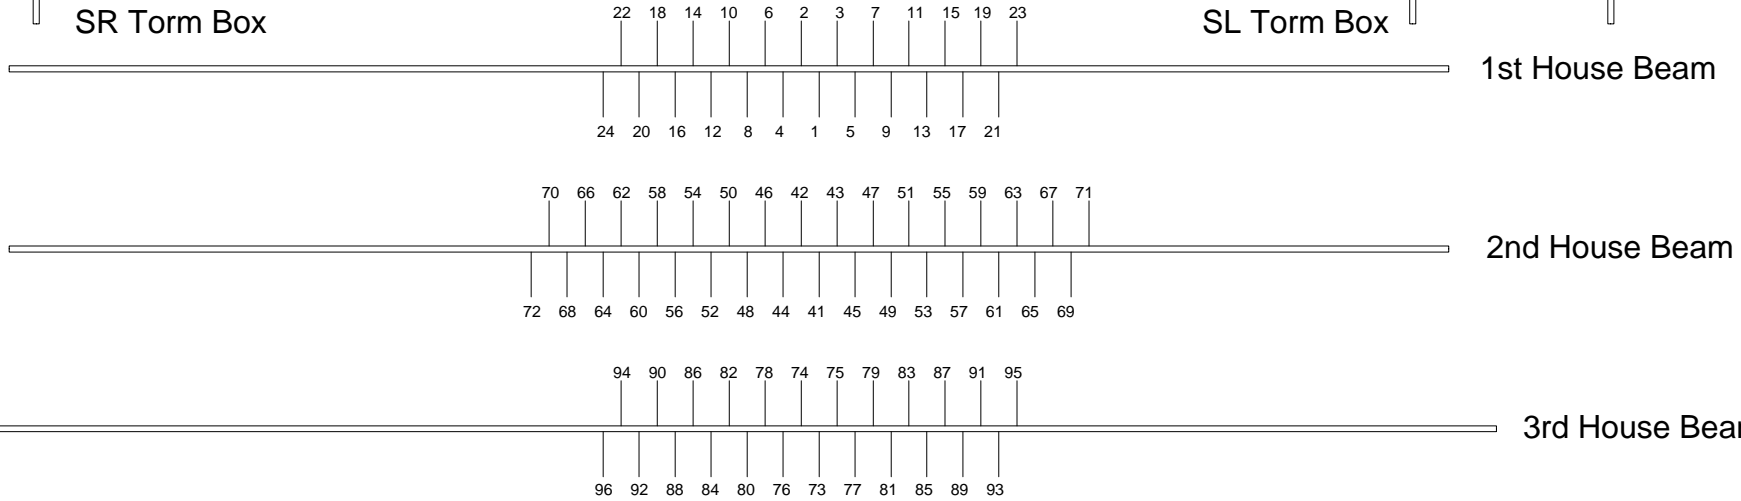 22 18 14 10 6 2 3 7 11 15 19 23
SR Torm Box
SL Torm Box
1st House Beam
24 20 16 12 8 4 1 5 9 13 17 21
70 66 62 58 54 50 46 42 43 47 51 55 59 63 67 71
2nd House Beam
72 68 64 60 56 52 48 44 41 45 49 53 57 61 65 69
94 90 86 82 78 74 75 79 83 87 91 95
3rd House Bea
96 92 88 84 80 76 73 77 81 85 89 93